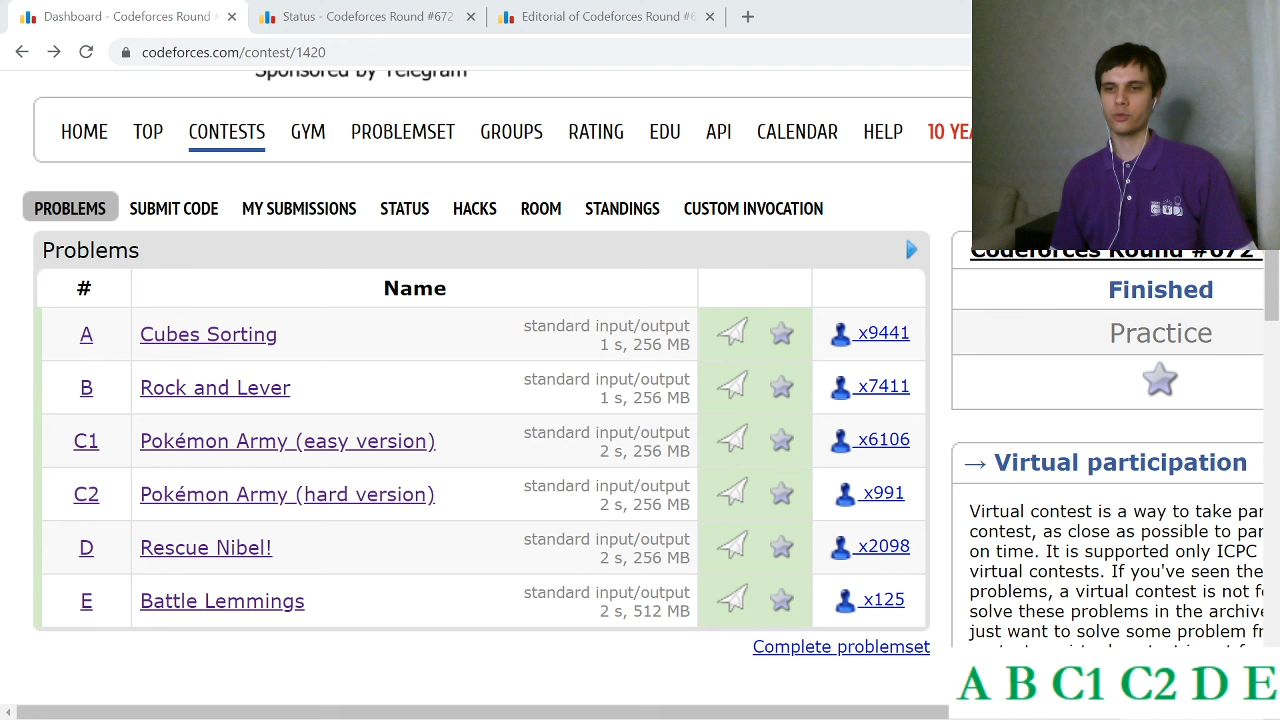 Dashboard - Codeforces Round #
Status - Codeforces Round #672
Editorial of Codeforces Round #6
codeforces.com/contest/1420
Sponsored by Telegram
HOME TOP CONTESTS GYM PROBLEMSET GROUPS RATING EDU API CALENDAR HELP 10 YEA
PROBLEMS SUBMIT CODE MY SUBMISSIONS STATUS HACKS ROOM STANDINGS CUSTOM INVOCATION
Problems
# Name
A Cubes Sorting standard input/output x9441
1 s, 256 MB
B Rock and Lever standard input/output x7411
1 s, 256 MB
C1 Pokémon Army (easy version) standard input/output x6106
2 s, 256 MB
C2 Pokémon Army (hard version) standard input/output x991
2 s, 256 MB
D Rescue Nibel! standard input/output x2098
2 s, 256 MB
E Battle Lemmings standard input/output x125
2 s, 512 MB
Complete problemset
Codeforces Round #672
Finished
Practice
→ Virtual participation
Virtual contest is a way to take par
contest, as close as possible to par
on time. It is supported only ICPC
virtual contests. If you've seen the
problems, a virtual contest is not f
solve these problems in the archive
just want to solve some problem fr
A B C1 C2 D E